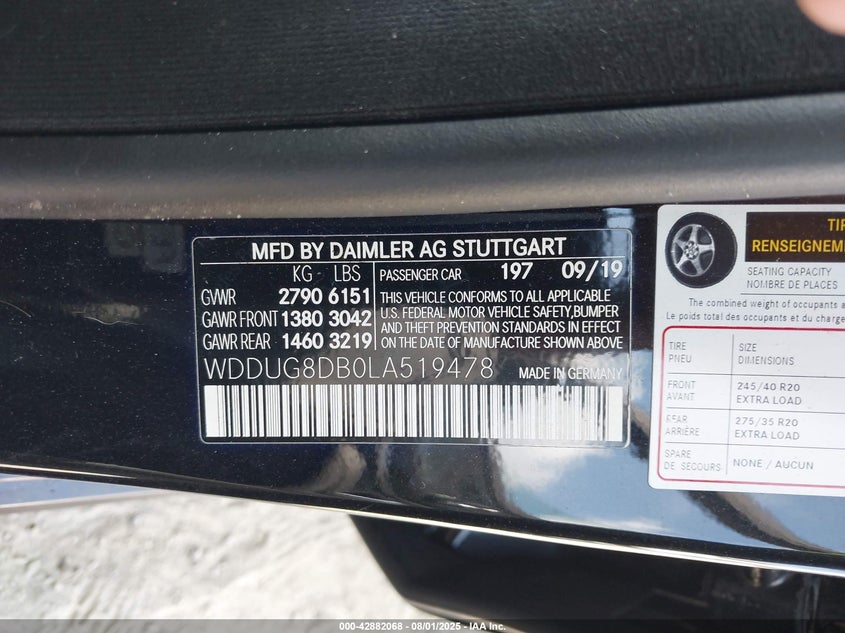 MFD BY DAIMLER AG STUTTGART
KG LBS PASSENGER CAR 197 09/19
GVWR 2790 6151
GAWR FRONT 1380 3042
GAWR REAR 1460 3219
THIS VEHICLE CONFORMS TO ALL APPLICABLE
U.S. FEDERAL MOTOR VEHICLE SAFETY,BUMPER
AND THEFT PREVENTION STANDARDS IN EFFECT
ON THE DATE OF MANUFACTURE SHOWN ABOVE
WDDUG8DB0LA519478 MADE IN GERMANY
SEATING CAPACITY
NOMBRE DE PLACES
The combined weight of occupants
Le poids total des occupants et du
TIRE SIZE
PNEU DIMENSIONS
FRONT 245/40 R20
AVANT EXTRA LOAD
REAR 275/35 R20
ARRIÈRE EXTRA LOAD
SPARE
DE SECOURS NONE / AUCUN
000-42882068 - 08/01/2025 - IAA Inc.